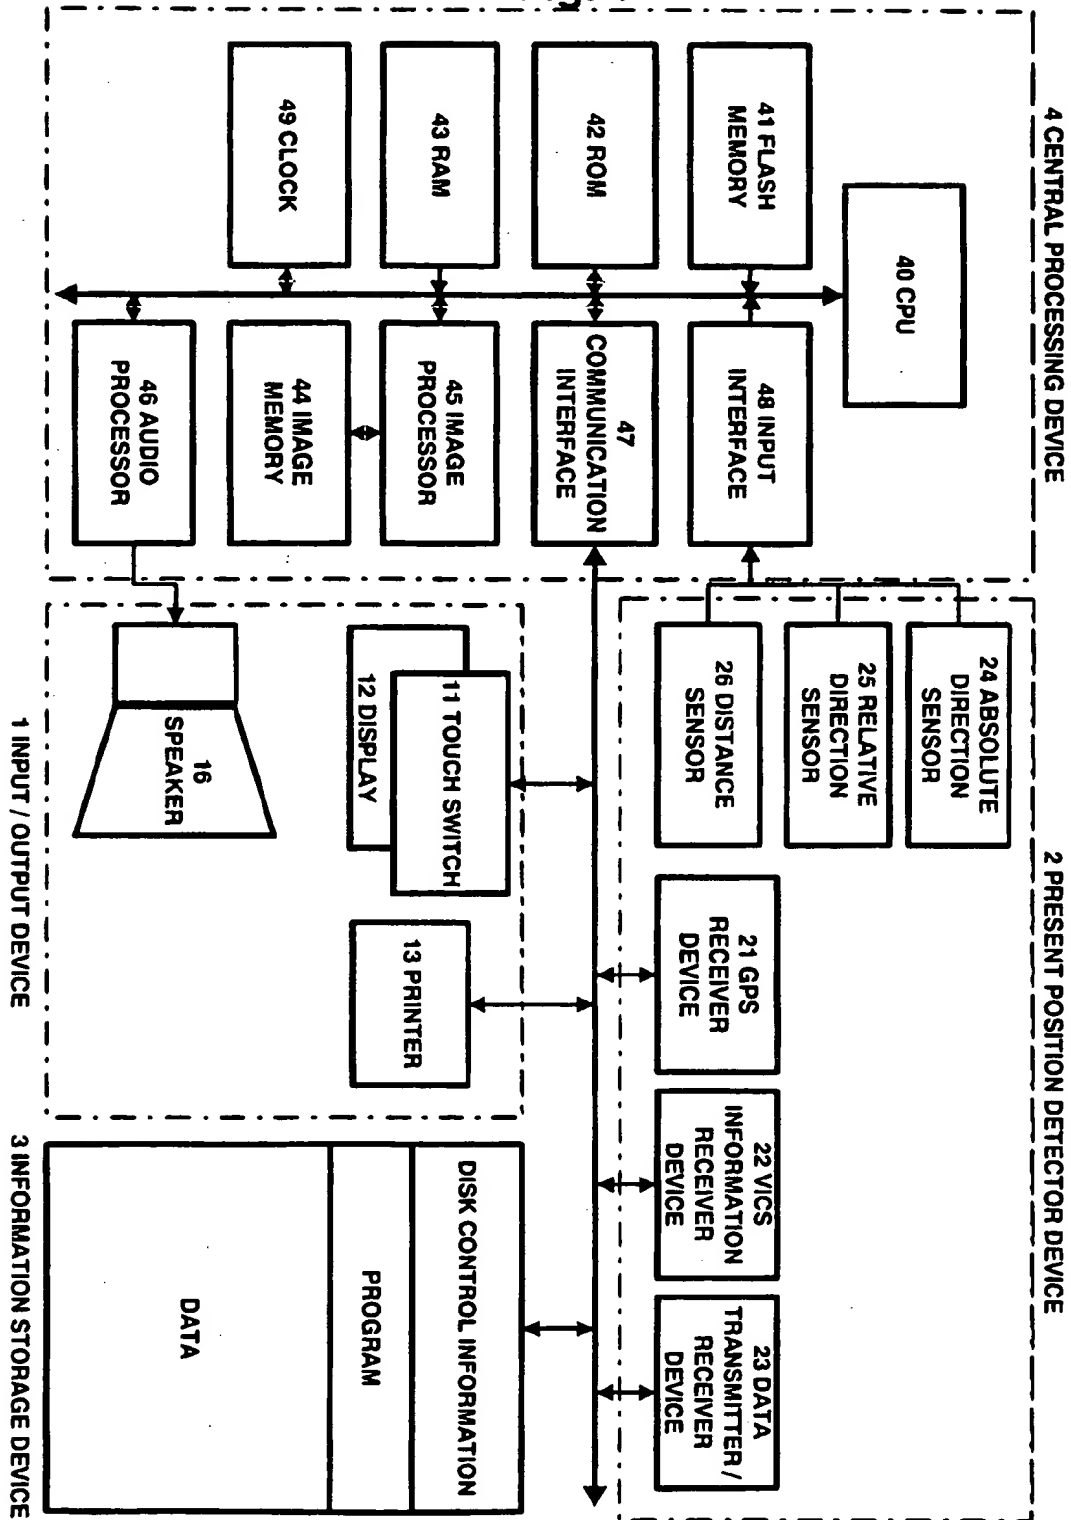 4 CENTRAL PROCESSING DEVICE
40 CPU
41 FLASH
MEMORY
42 ROM
43 RAM
49 CLOCK
48 INPUT
INTERFACE
47
COMMUNICATION
INTERFACE
45 IMAGE
PROCESSOR
44 IMAGE
MEMORY
46 AUDIO
PROCESSOR
2 PRESENT POSITION DETECTOR DEVICE
24 ABSOLUTE
DIRECTION
SENSOR
25 RELATIVE
DIRECTION
SENSOR
26 DISTANCE
SENSOR
21 GPS
RECEIVER
DEVICE
22 VICS
INFORMATION
RECEIVER
DEVICE
23 DATA
TRANSMITTER /
RECEIVER
DEVICE
11 TOUCH SWITCH
12 DISPLAY
13 PRINTER
16
SPEAKER
1 INPUT / OUTPUT DEVICE
DISK CONTROL INFORMATION
PROGRAM
DATA
3 INFORMATION STORAGE DEVICE